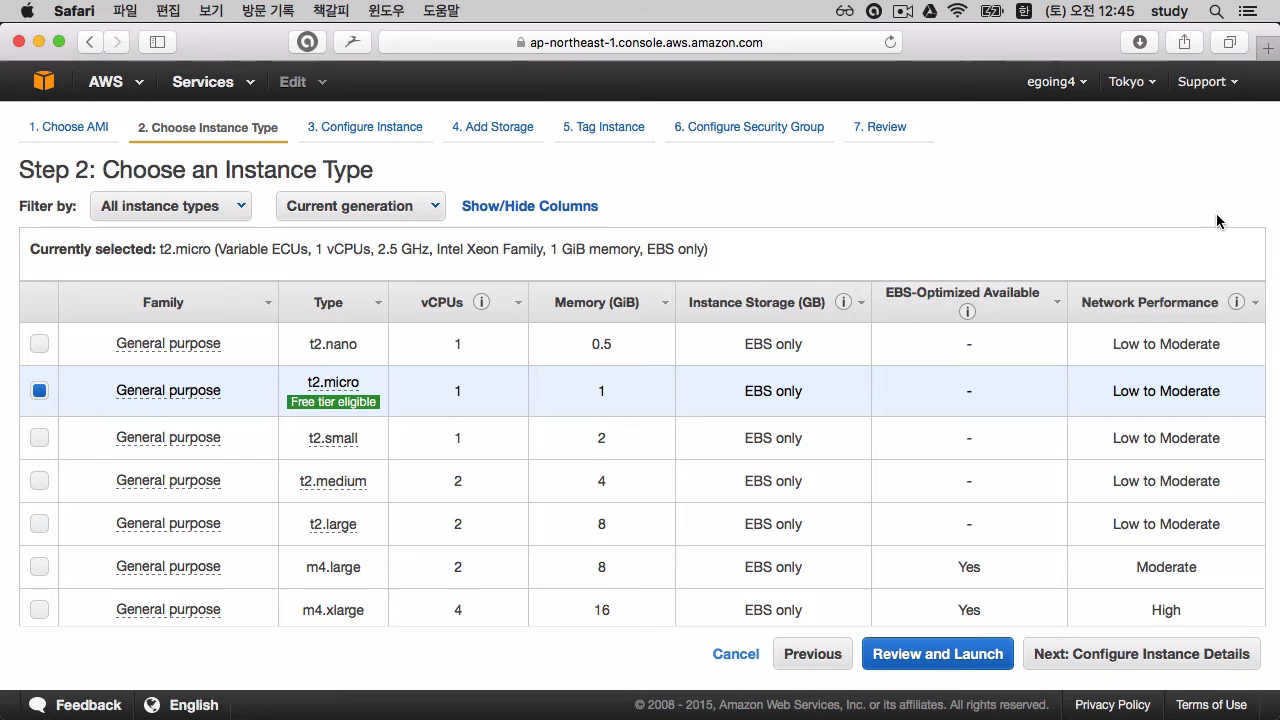 Safari 파일 편집 보기 방문 기록 책갈피 윈도우 도움말 한 (토) 오전 12:45 study
ap-northeast-1.console.aws.amazon.com
AWS Services Edit egoing4 Tokyo Support
1. Choose AMI 2. Choose Instance Type 3. Configure Instance 4. Add Storage 5. Tag Instance 6. Configure Security Group 7. Review
Step 2: Choose an Instance Type
Filter by: All instance types Current generation Show/Hide Columns
Currently selected: t2.micro (Variable ECUs, 1 vCPUs, 2.5 GHz, Intel Xeon Family, 1 GiB memory, EBS only)
Family Type vCPUs i Memory (GiB) Instance Storage (GB) i EBS-Optimized Available i Network Performance i
General purpose t2.nano 1 0.5 EBS only - Low to Moderate
General purpose t2.micro Free tier eligible 1 1 EBS only - Low to Moderate
General purpose t2.small 1 2 EBS only - Low to Moderate
General purpose t2.medium 2 4 EBS only - Low to Moderate
General purpose t2.large 2 8 EBS only - Low to Moderate
General purpose m4.large 2 8 EBS only Yes Moderate
General purpose m4.xlarge 4 16 EBS only Yes High
Cancel Previous Review and Launch Next: Configure Instance Details
Feedback English © 2008 - 2015, Amazon Web Services, Inc. or its affiliates. All rights reserved. Privacy Policy Terms of Use